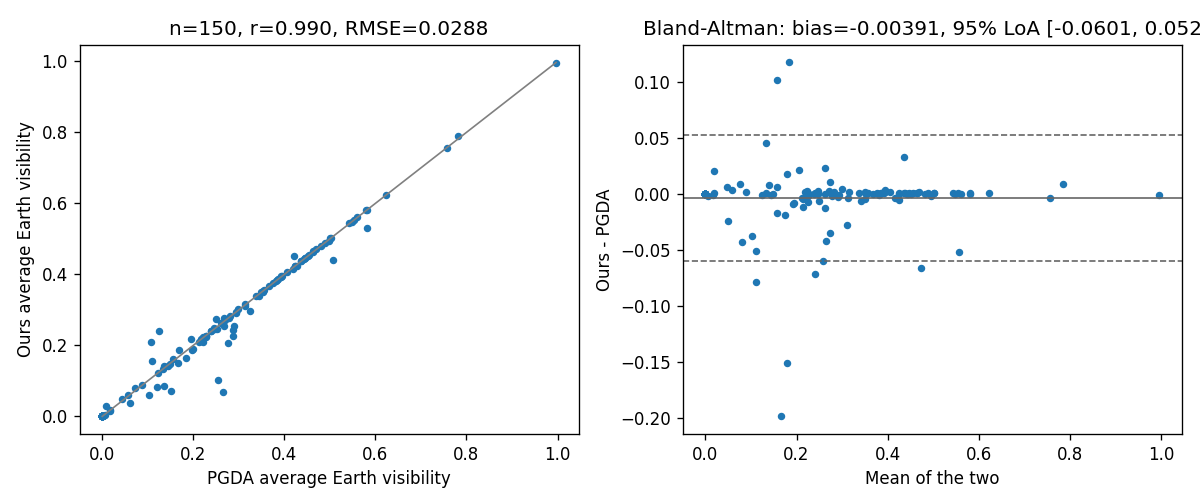 n=150, r=0.990, RMSE=0.0288
1.0
0.8
0.6
0.4
0.2
0.0
Ours average Earth visibility
0.0 0.2 0.4 0.6 0.8 1.0
PGDA average Earth visibility
Bland-Altman: bias=-0.00391, 95% LoA [-0.0601, 0.052
0.10
0.05
0.00
−0.05
−0.10
−0.15
−0.20
Ours - PGDA
0.0 0.2 0.4 0.6 0.8 1.0
Mean of the two